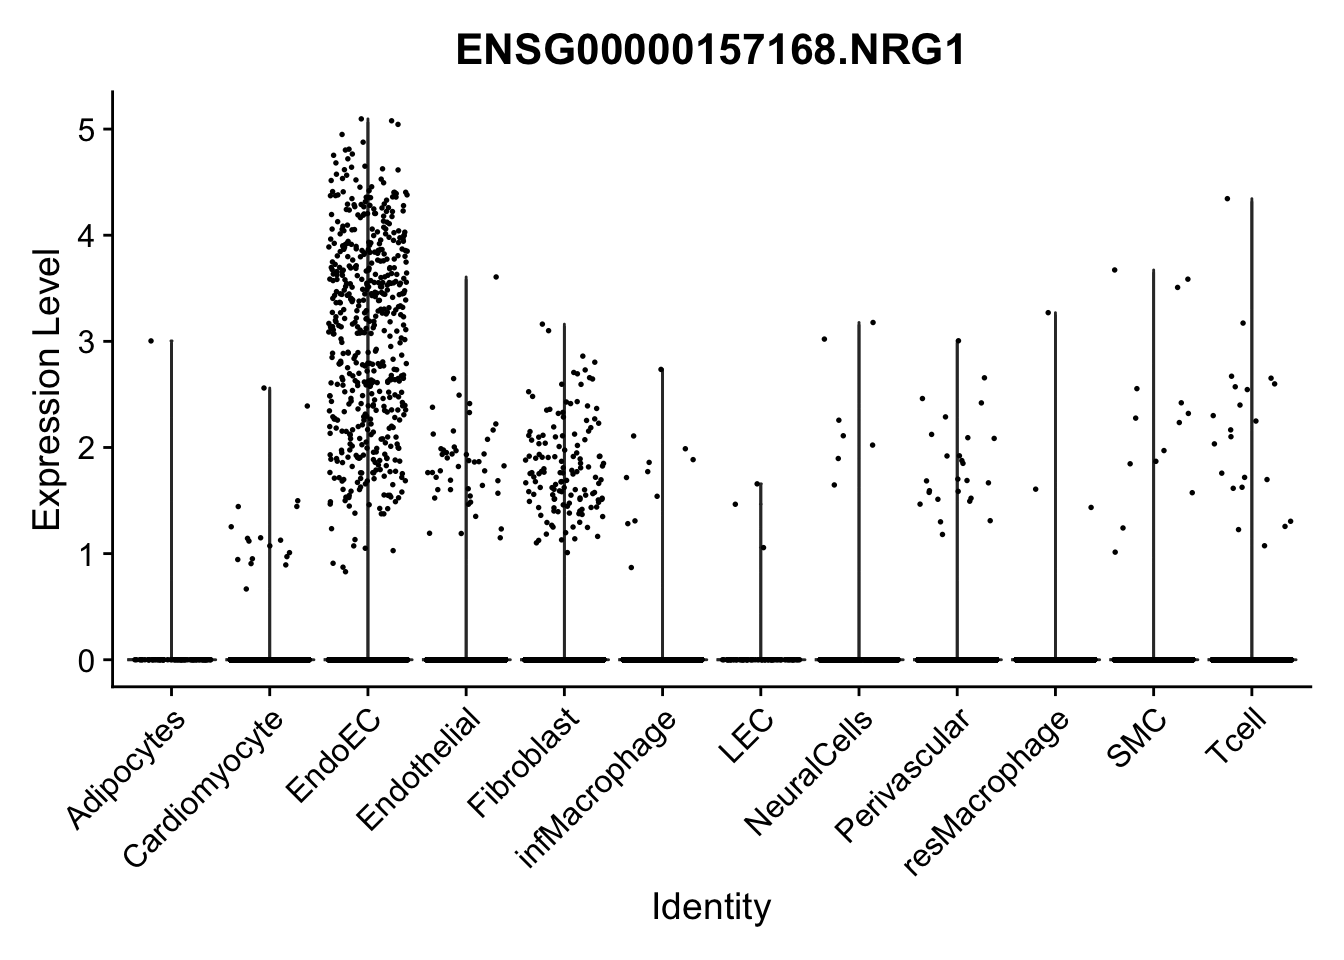 ENSG00000157168.NRG1
Expression Level
5
4
3
2
1
0
Adipocytes
Cardiomyocyte
EndoEC
Endothelial
Fibroblast
infMacrophage
LEC
NeuralCells
Perivascular
resMacrophage
SMC
Tcell
Identity